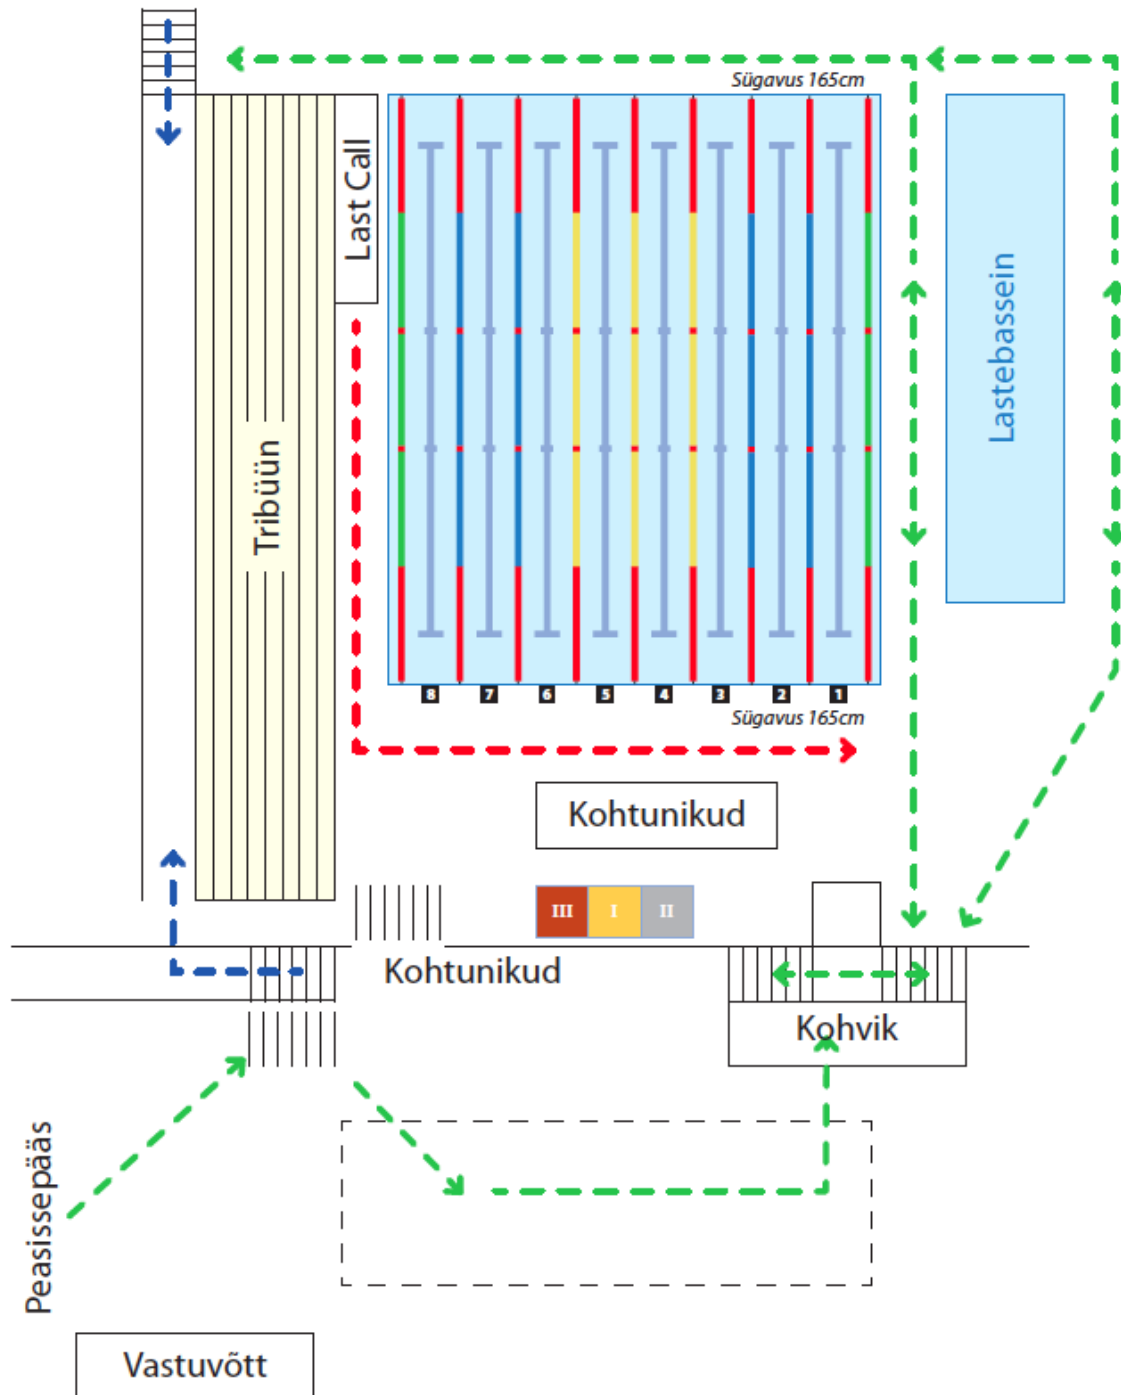 Sügavus 165cm
Last Call
Lastebassein
Tribüün
8 7 6 5 4 3 2 1
Sügavus 165cm
Kohtunikud
III I II
Kohtunikud
Kohvik
Peasissepääs
Vastuvõtt